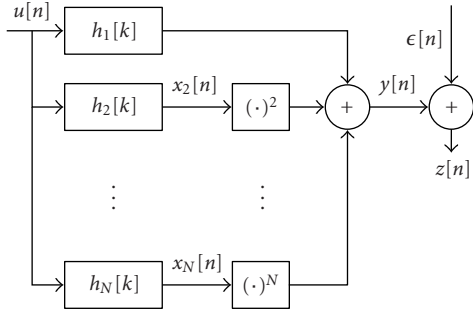 u[n]
h₁[k]
ϵ[n]
h₂[k]
x₂[n]
(·)²
+
y[n]
+
z[n]
⋮
⋮
h_N[k]
x_N[n]
(·)^N